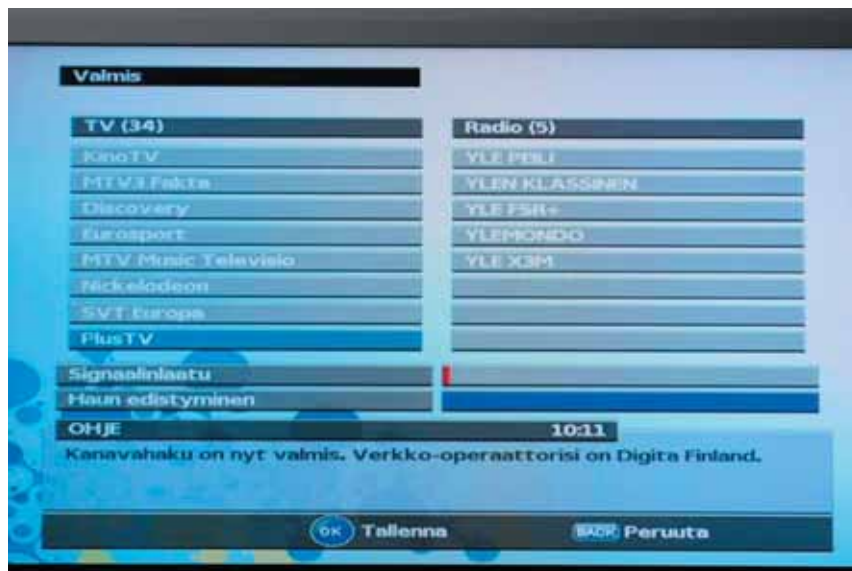 Valmis
TV (34)
KinoTV
MTV3 Fakta
Discovery
Eurosport
MTV Music Televisio
Nickelodeon
SVT Europa
PlusTV
Radio (5)
YLE PEILI
YLEN KLASSINEN
YLE FSR+
YLEMONDO
YLE X3M
Signaalinlaatu
Haun edistyminen
OHJE 10:11
Kanavahaku on nyt valmis. Verkko-operaattorisi on Digita Finland.
OK Tallenna BACK Peruuta